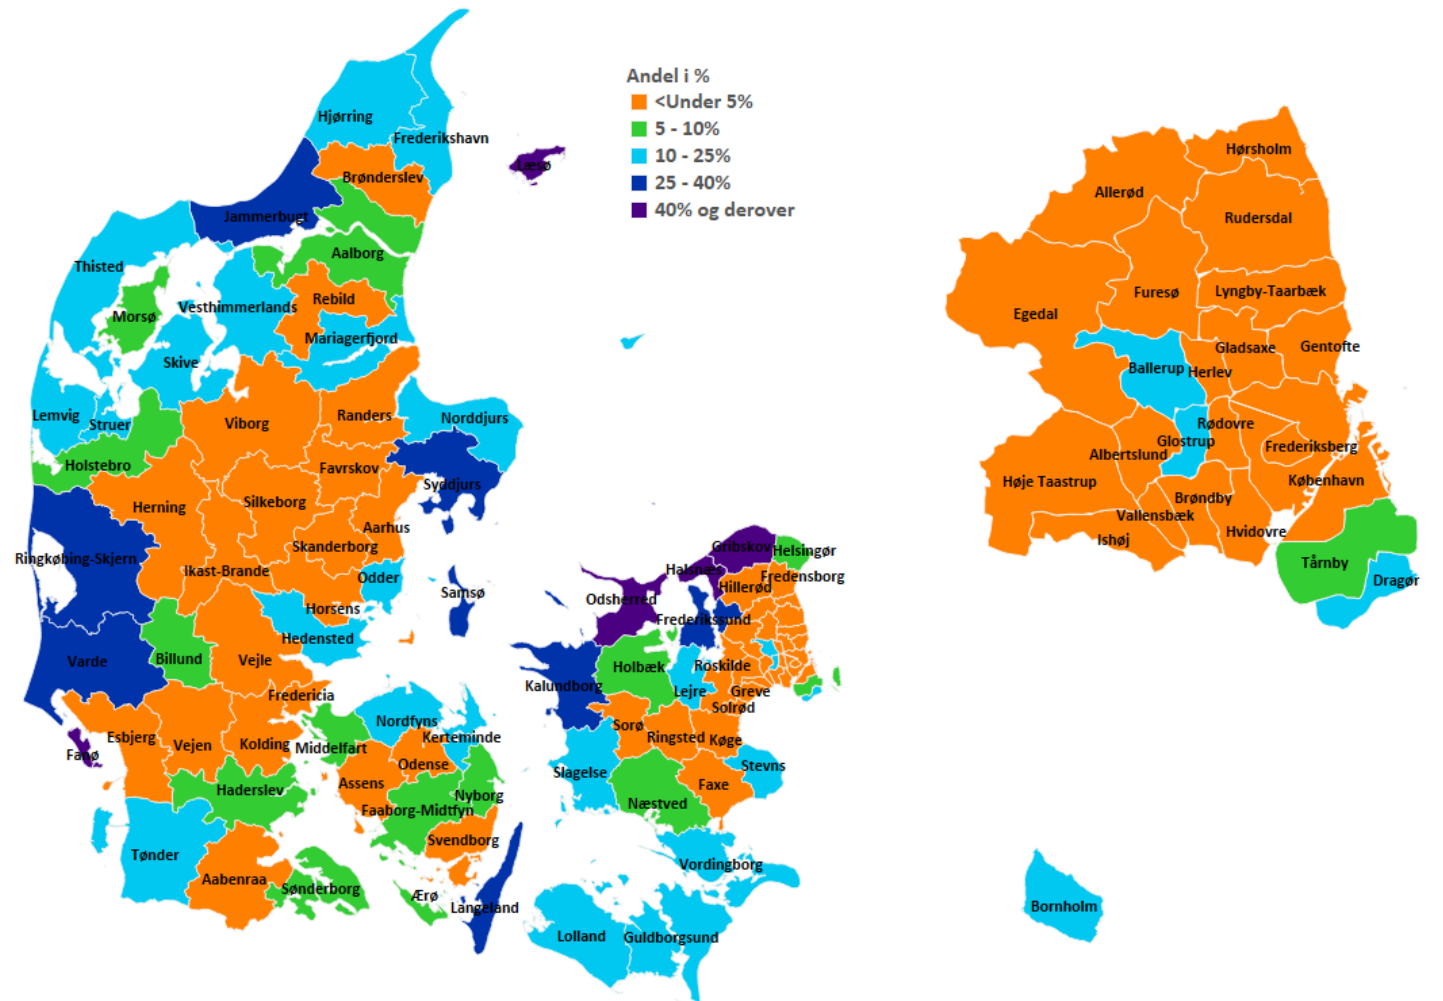 Andel i %
<Under 5%
5 - 10%
10 - 25%
25 - 40%
40% og derover
Hjørring
Frederikshavn
Læsø
Brønderslev
Jammerbugt
Aalborg
Thisted
Rebild
Vesthimmerlands
Morsø
Mariagerfjord
Skive
Lemvig
Struer
Viborg
Randers
Norddjurs
Holstebro
Favrskov
Syddjurs
Herning
Silkeborg
Aarhus
Skanderborg
Ringkøbing-Skjern
Ikast-Brande
Odder
Samsø
Horsens
Hedensted
Varde
Billund
Vejle
Fredericia
Esbjerg
Vejen
Kolding
Fanø
Middelfart
Nordfyns
Kerteminde
Odense
Assens
Haderslev
Nyborg
Faaborg-Midtfyn
Svendborg
Tønder
Aabenraa
Sønderborg
Ærø
Langeland
Gribskov
Helsingør
Halsnæs
Hillerød
Fredensborg
Odsherred
Frederikssund
Holbæk
Roskilde
Kalundborg
Lejre
Greve
Solrød
Sorø
Ringsted
Køge
Slagelse
Stevns
Faxe
Næstved
Vordingborg
Lolland
Guldborgsund
Hørsholm
Allerød
Rudersdal
Furesø
Lyngby-Taarbæk
Egedal
Gladsaxe
Gentofte
Ballerup
Herlev
Rødovre
Glostrup
Frederiksberg
Albertslund
Høje Taastrup
København
Brøndby
Vallensbæk
Hvidovre
Ishøj
Tårnby
Dragør
Bornholm